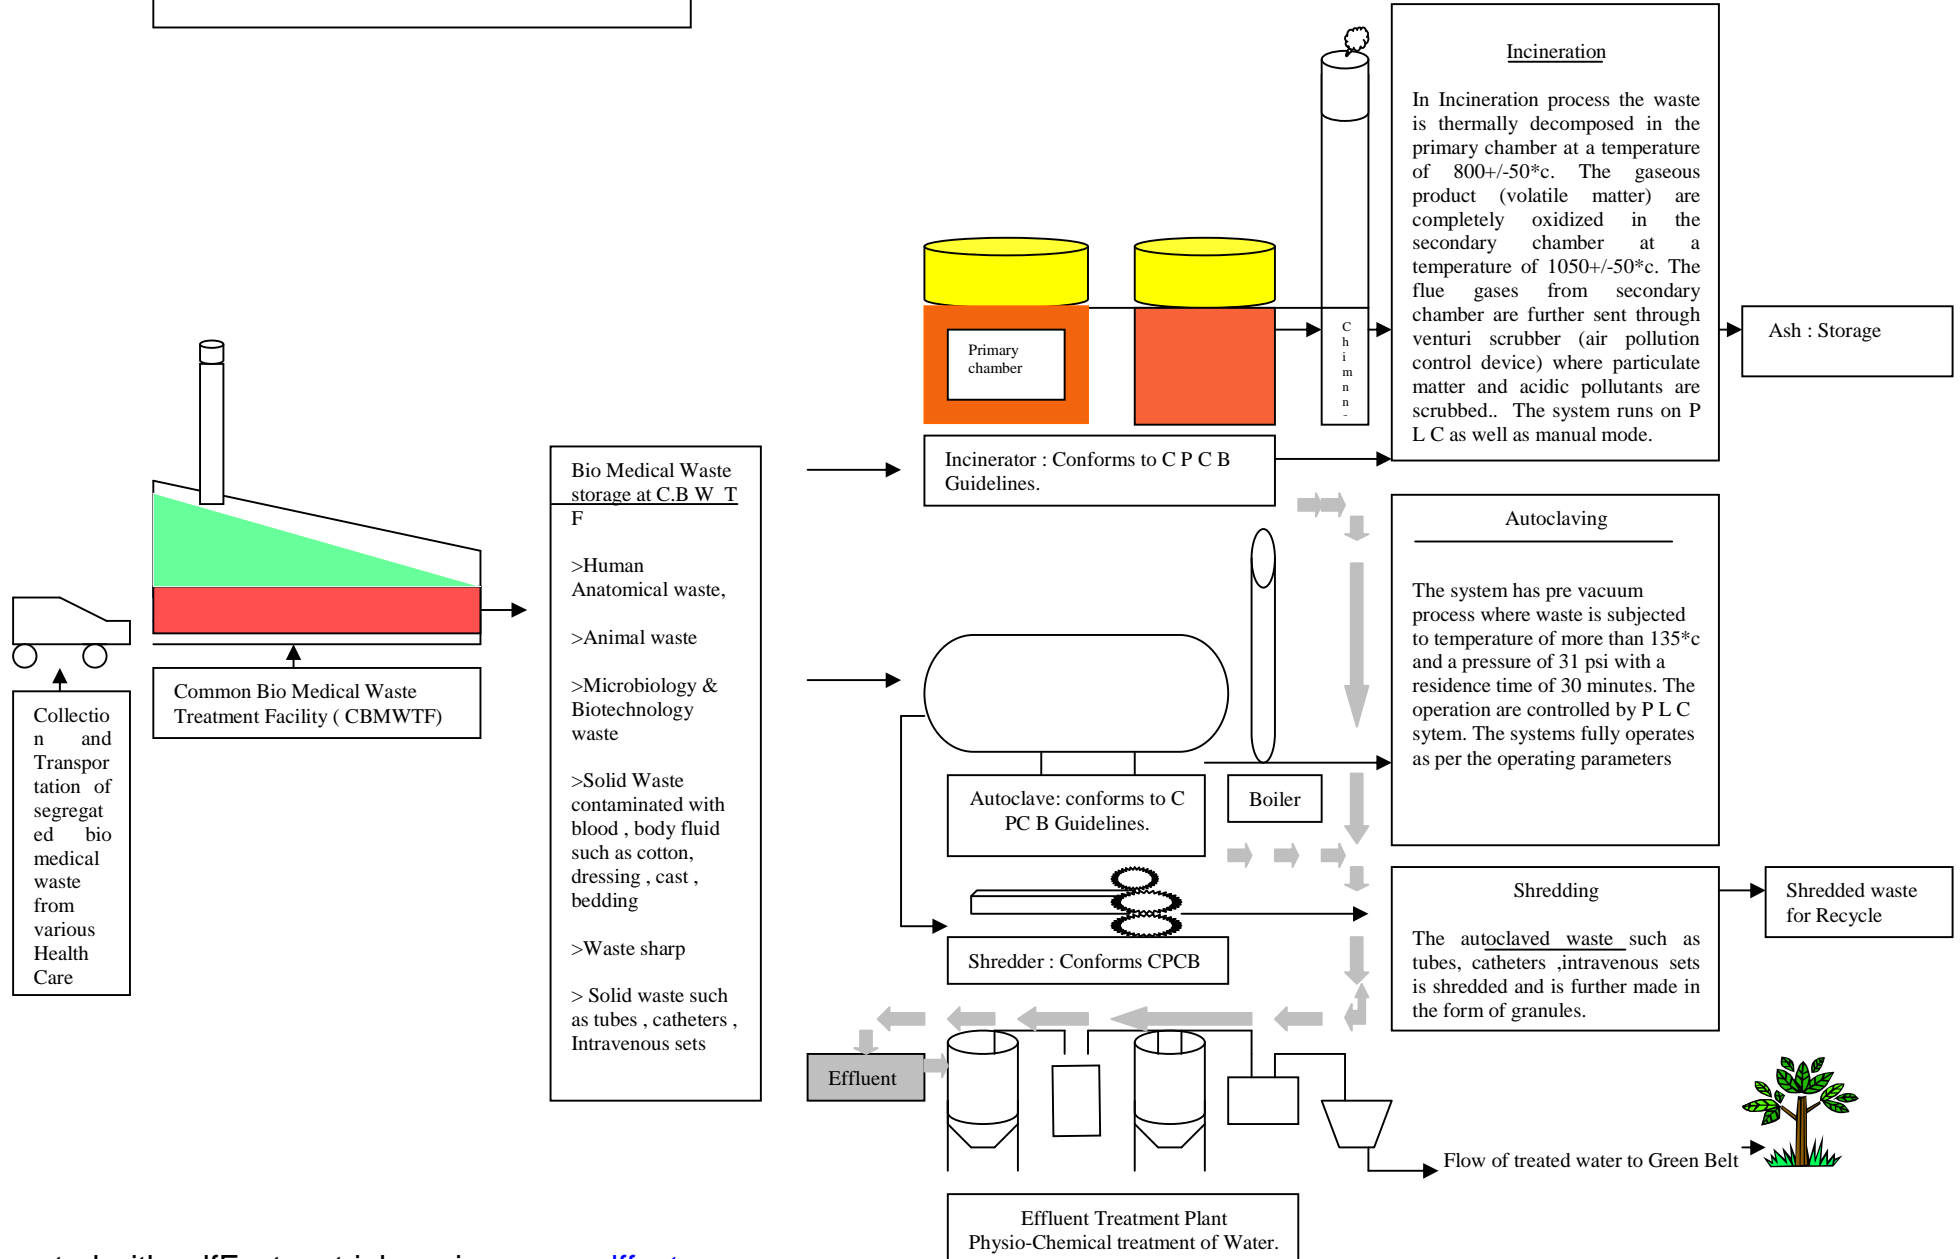 Incineration
In Incineration process the waste
is thermally decomposed in the
primary chamber at a temperature
of 800+/-50*c. The gaseous
product (volatile matter) are
completely oxidized in the
secondary chamber at a
temperature of 1050+/-50*c. The
flue gases from secondary
chamber are further sent through
venturi scrubber (air pollution
control device) where particulate
matter and acidic pollutants are
scrubbed.. The system runs on P
L C as well as manual mode.
Ash : Storage
C
h
i
m
n
n
Primary
chamber
Incinerator : Conforms to C P C B
Guidelines.
Bio Medical Waste
storage at C.B W T
F
>Human
Anatomical waste,
>Animal waste
>Microbiology &
Biotechnology
waste
>Solid Waste
contaminated with
blood , body fluid
such as cotton,
dressing , cast ,
bedding
>Waste sharp
> Solid waste such
as tubes , catheters ,
Intravenous sets
Common Bio Medical Waste
Treatment Facility ( CBMWTF)
Collectio
n and
Transpor
tation of
segregat
ed bio
medical
waste
from
various
Health
Care
Autoclaving
The system has pre vacuum
process where waste is subjected
to temperature of more than 135*c
and a pressure of 31 psi with a
residence time of 30 minutes. The
operation are controlled by P L C
sytem. The systems fully operates
as per the operating parameters
Autoclave: conforms to C
PC B Guidelines.
Boiler
Shredding
The autoclaved waste such as
tubes, catheters ,intravenous sets
is shredded and is further made in
the form of granules.
Shredded waste
for Recycle
Shredder : Conforms CPCB
Effluent
Flow of treated water to Green Belt
Effluent Treatment Plant
Physio-Chemical treatment of Water.